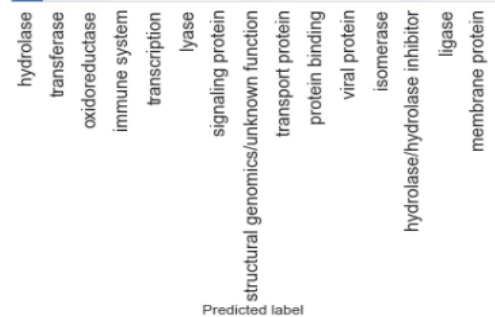 hydrolase
transferase
oxidoreductase
immune system
transcription
lyase
signaling protein
structural genomics/unknown function
transport protein
protein binding
viral protein
isomerase
hydrolase/hydrolase inhibitor
ligase
membrane protein
Predicted label